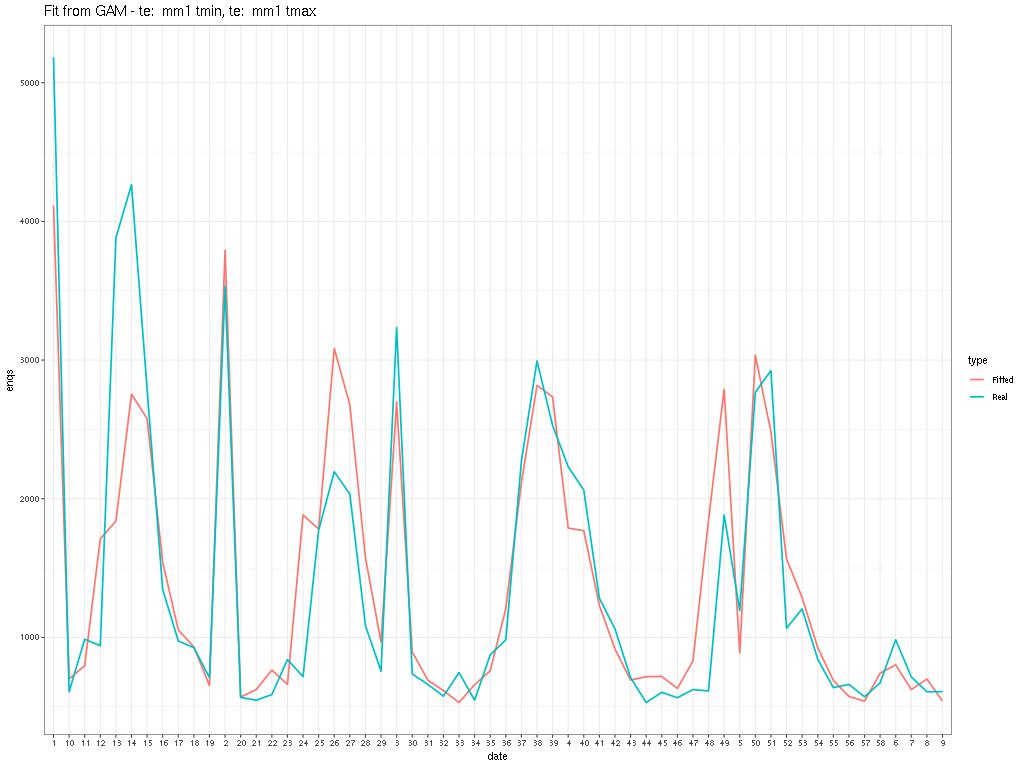 Fit from GAM - te: mm1 tmin, te: mm1 tmax
5000
4000
3000
2000
1000
enqs
1 10 11 12 13 14 15 16 17 18 19 2 20 21 22 23 24 25 26 27 28 29 3 30 31 32 33 34 35 36 37 38 39 4 40 41 42 43 44 45 46 47 48 49 5 50 51 52 53 54 55 56 57 58 6 7 8 9
date
type
Fitted
Real